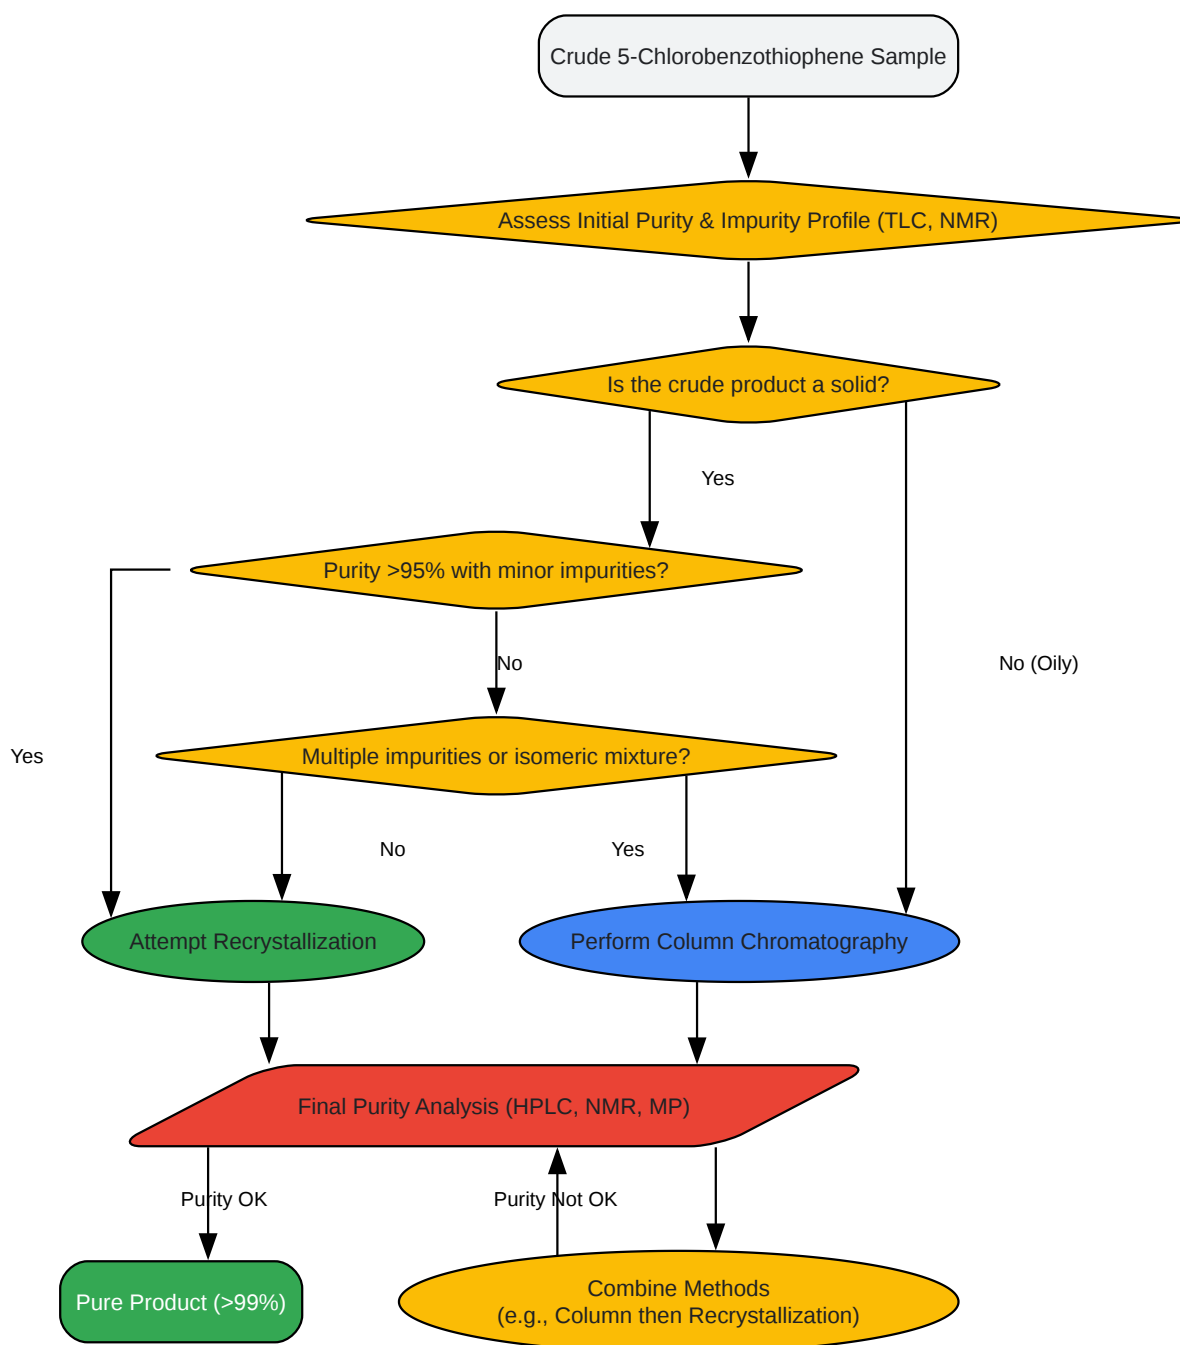 Crude 5-Chlorobenzothiophene Sample
Assess Initial Purity & Impurity Profile (TLC, NMR)
Is the crude product a solid?
Yes
Purity >95% with minor impurities?
No
No (Oily)
Yes
Multiple impurities or isomeric mixture?
No
Yes
Attempt Recrystallization
Perform Column Chromatography
Final Purity Analysis (HPLC, NMR, MP)
Purity OK
Purity Not OK
Pure Product (>99%)
Combine Methods
(e.g., Column then Recrystallization)